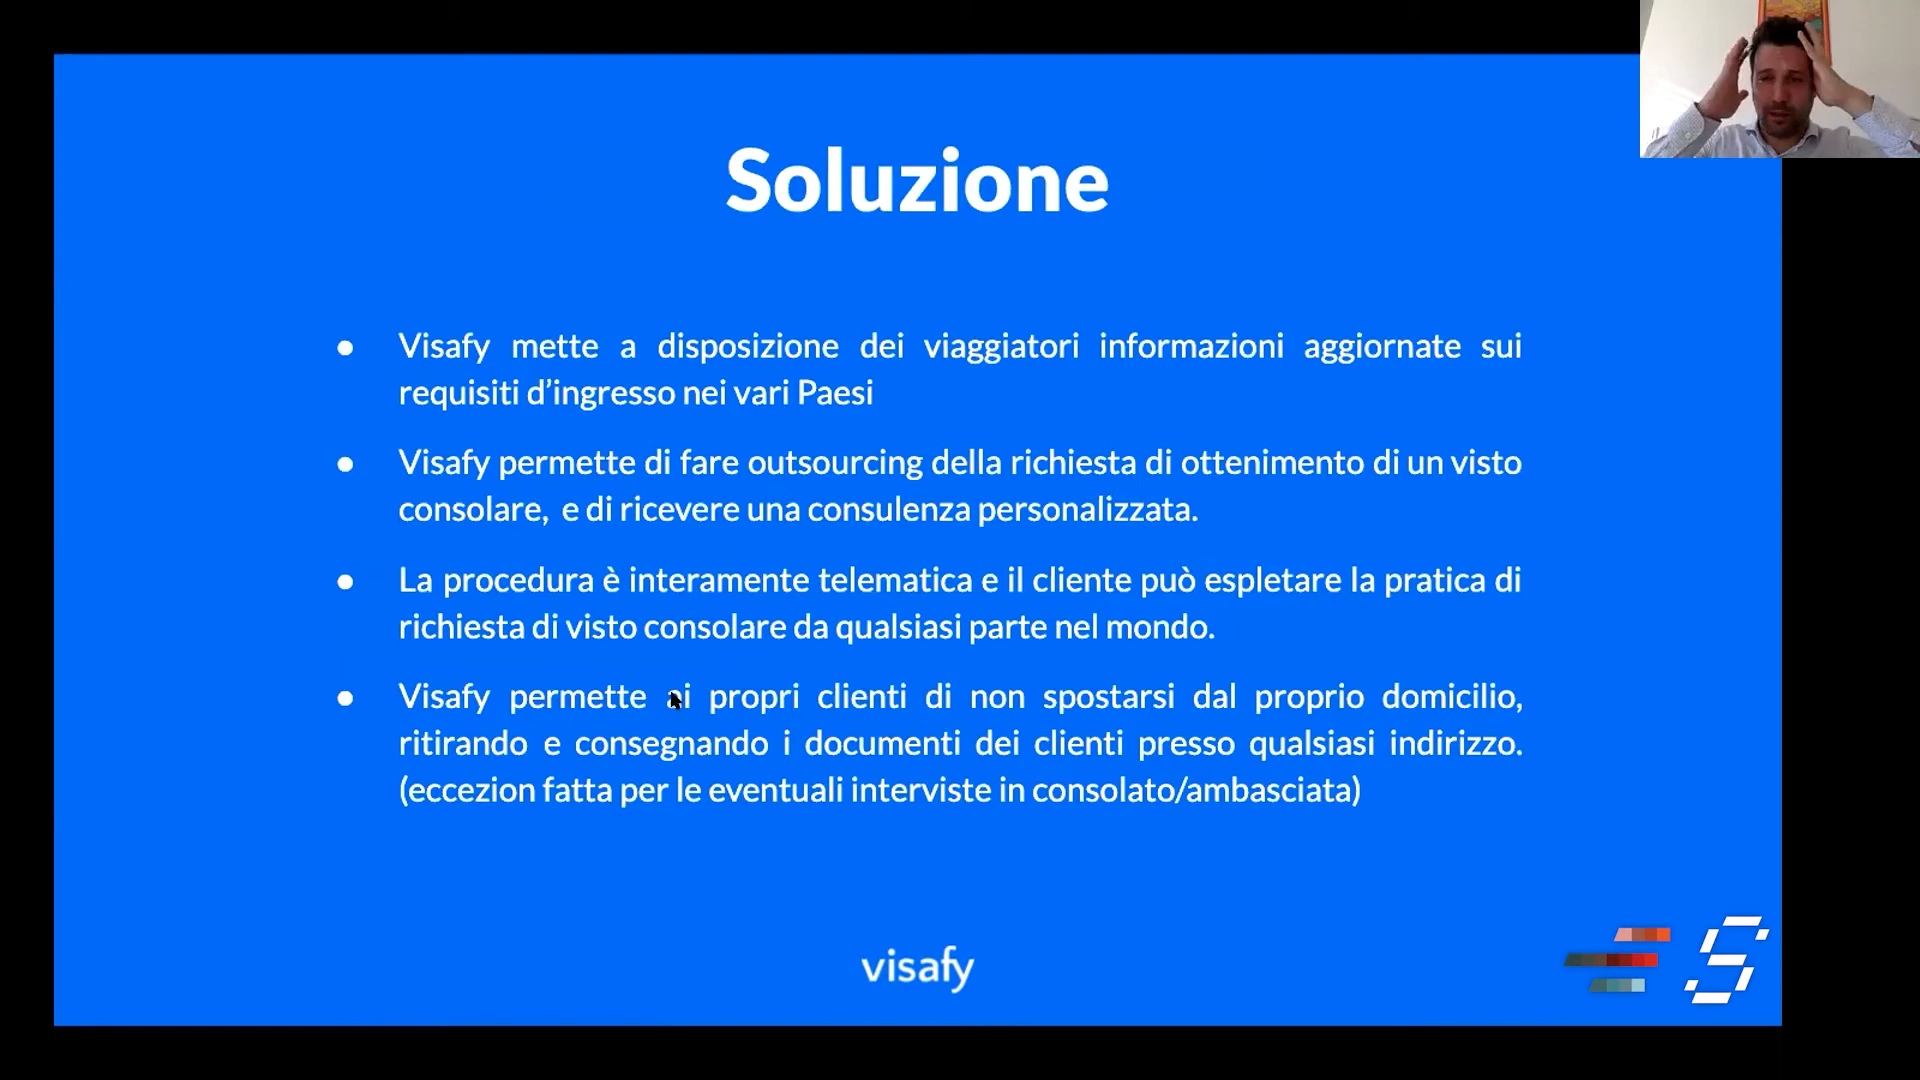 Soluzione
● Visafy mette a disposizione dei viaggiatori informazioni aggiornate sui
requisiti d’ingresso nei vari Paesi
● Visafy permette di fare outsourcing della richiesta di ottenimento di un visto
consolare, e di ricevere una consulenza personalizzata.
● La procedura è interamente telematica e il cliente può espletare la pratica di
richiesta di visto consolare da qualsiasi parte nel mondo.
● Visafy permette ai propri clienti di non spostarsi dal proprio domicilio,
ritirando e consegnando i documenti dei clienti presso qualsiasi indirizzo.
(eccezion fatta per le eventuali interviste in consolato/ambasciata)
visafy
S